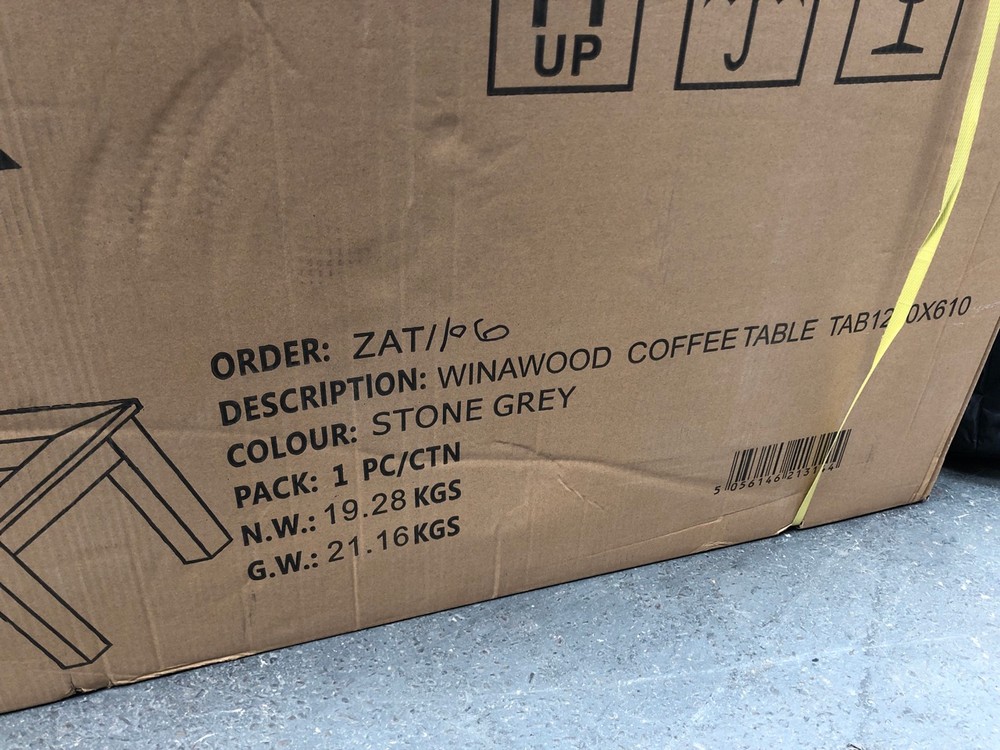 UP
ORDER: ZAT/106
DESCRIPTION: WINAWOOD COFFEE TABLE
COLOUR: STONE GREY
PACK: 1 PC/CTN
N.W.: 19.28 KGS
G.W.: 21.16 KGS